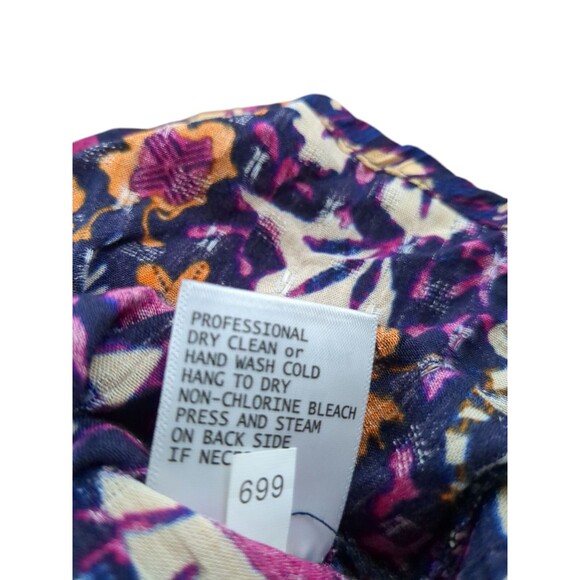 PROFESSIONAL
DRY CLEAN or
HAND WASH COLD
HANG TO DRY
NON-CHLORINE BLEACH
PRESS AND STEAM
ON BACK SIDE
IF
699